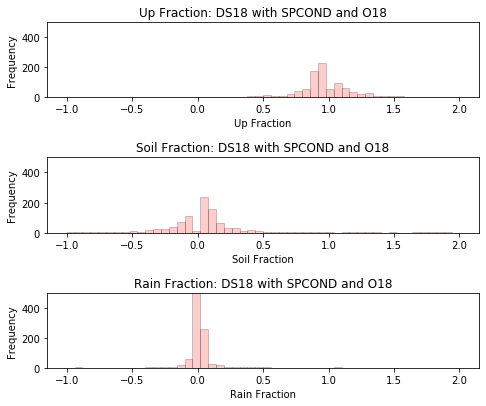 Up Fraction: DS18 with SPCOND and O18
400
200
0
Frequency
−1.0 −0.5 0.0 0.5 1.0 1.5 2.0
Up Fraction
Soil Fraction: DS18 with SPCOND and O18
400
200
0
Frequency
−1.0 −0.5 0.0 0.5 1.0 1.5 2.0
Soil Fraction
Rain Fraction: DS18 with SPCOND and O18
400
200
0
Frequency
−1.0 −0.5 0.0 0.5 1.0 1.5 2.0
Rain Fraction